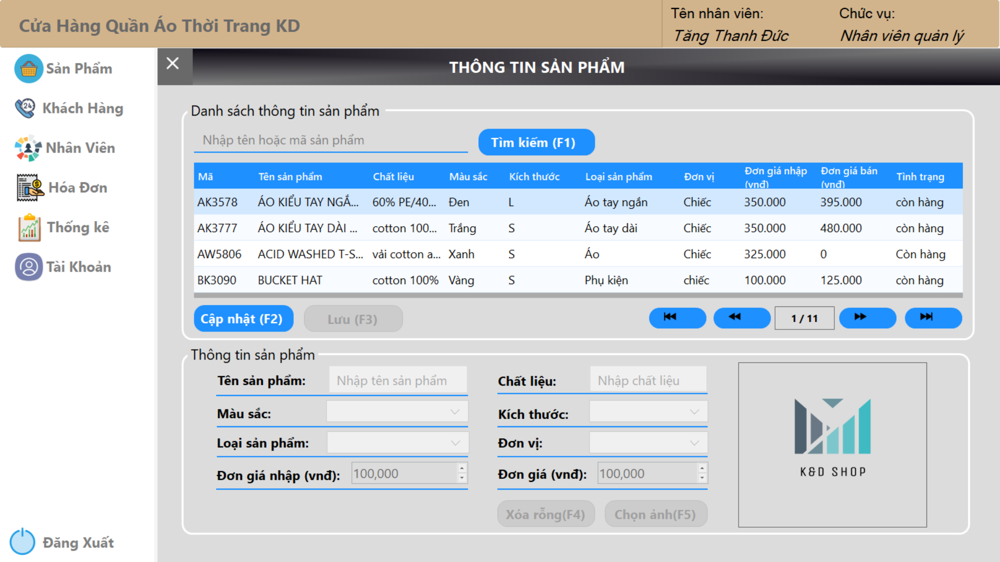 Cửa Hàng Quần Áo Thời Trang KD
Tên nhân viên:
Chức vụ:
Tăng Thanh Đức
Nhân viên quản lý
Sản Phẩm
Khách Hàng
Nhân Viên
Hóa Đơn
Thống kê
Tài Khoản
Đăng Xuất
THÔNG TIN SẢN PHẨM
Danh sách thông tin sản phẩm
Nhập tên hoặc mã sản phẩm
Tìm kiếm (F1)
Mã Tên sản phẩm Chất liệu Màu sắc Kích thước Loại sản phẩm Đơn vị Đơn giá nhập (vnđ) Đơn giá bán (vnđ) Tình trạng
AK3578 ÁO KIỂU TAY NGẮ... 60% PE/40... Đen L Áo tay ngắn Chiếc 350.000 395.000 còn hàng
AK3777 ÁO KIỂU TAY DÀI ... cotton 100... Trắng S Áo tay dài Chiếc 350.000 480.000 còn hàng
AW5806 ACID WASHED T-S... vải cotton a... Xanh S Áo Chiếc 325.000 0 Còn hàng
BK3090 BUCKET HAT cotton 100% Vàng S Phụ kiện chiếc 100.000 125.000 còn hàng
Cập nhật (F2)
Lưu (F3)
1 / 11
Thông tin sản phẩm
Tên sản phẩm: Nhập tên sản phẩm
Chất liệu: Nhập chất liệu
Màu sắc:
Kích thước:
Loại sản phẩm:
Đơn vị:
Đơn giá nhập (vnđ): 100,000
Đơn giá (vnđ): 100,000
Xóa rỗng(F4)
Chọn ảnh(F5)
K&D SHOP
24